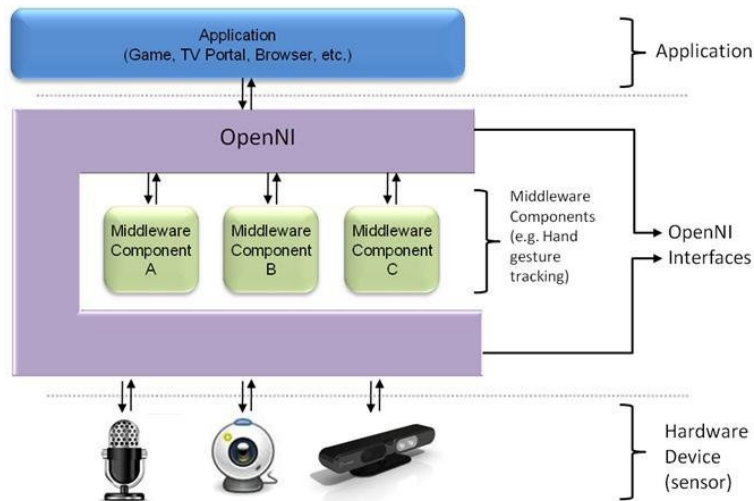 Application
(Game, TV Portal, Browser, etc.)
Application
OpenNI
Middleware
Component
A
Middleware
Component
B
Middleware
Component
C
Middleware
Components
(e.g. Hand
gesture
tracking)
OpenNI
Interfaces
Hardware
Device
(sensor)